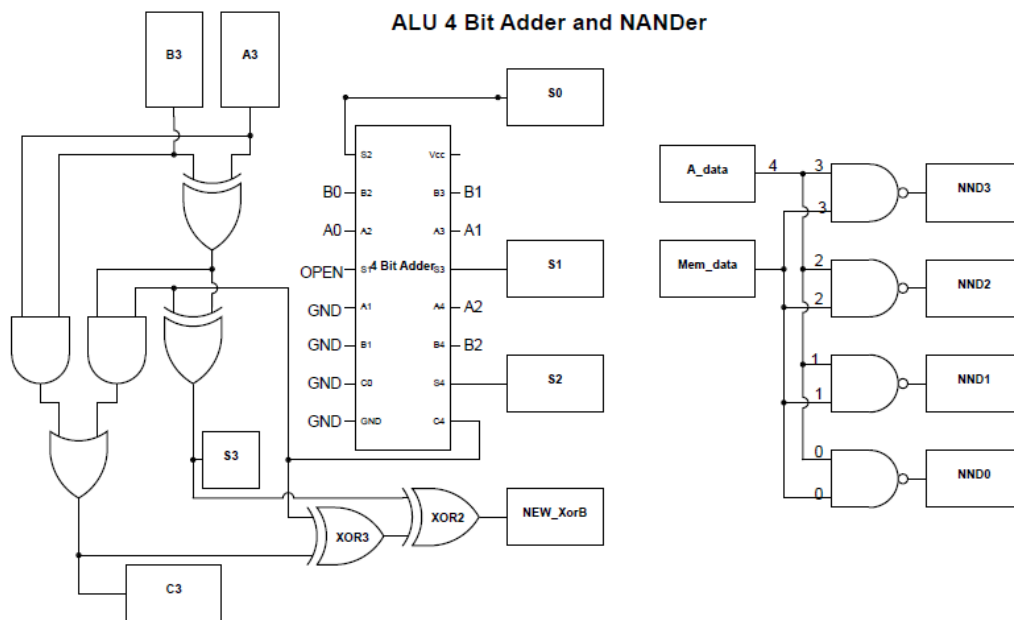 ALU 4 Bit Adder and NANDer
B3
A3
S0
S2
Vcc
B0
B2
B3
B1
A0
A2
A3
A1
OPEN
S1
4 Bit Adder
S3
S1
GND
A1
A4
A2
GND
B1
B4
B2
GND
C0
S4
S2
GND
GND
C4
S3
XOR2
NEW_XorB
XOR3
C3
A_data
4
3
NND3
3
Mem_data
2
NND2
2
1
NND1
1
0
NND0
0